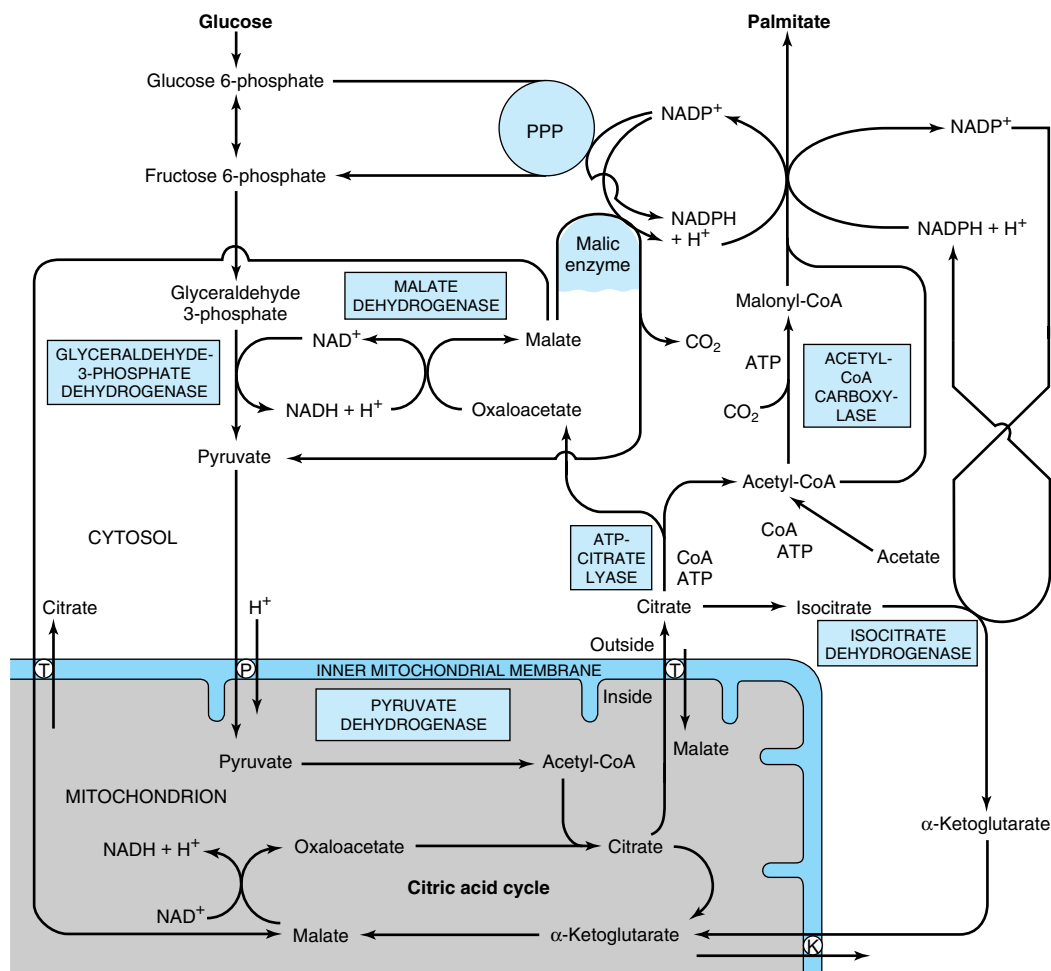 Glucose
Palmitate
Glucose 6-phosphate
PPP
NADP+
NADP+
Fructose 6-phosphate
NADPH
+ H+
NADPH + H+
Malic
enzyme
Glyceraldehyde
3-phosphate
MALATE
DEHYDROGENASE
Malonyl-CoA
GLYCERALDEHYDE-
3-PHOSPHATE
DEHYDROGENASE
NAD+
Malate
CO2
ATP
ACETYL-
CoA
CARBOXY-
LASE
NADH + H+
Oxaloacetate
CO2
Pyruvate
Acetyl-CoA
CYTOSOL
ATP-
CITRATE
LYASE
CoA
ATP
CoA
ATP
Acetate
Citrate
H+
Citrate
Isocitrate
Outside
ISOCITRATE
DEHYDROGENASE
T
P
INNER MITOCHONDRIAL MEMBRANE
T
Inside
PYRUVATE
DEHYDROGENASE
Pyruvate
Acetyl-CoA
Malate
MITOCHONDRION
α-Ketoglutarate
NADH + H+
Oxaloacetate
Citrate
Citric acid cycle
NAD+
Malate
α-Ketoglutarate
K